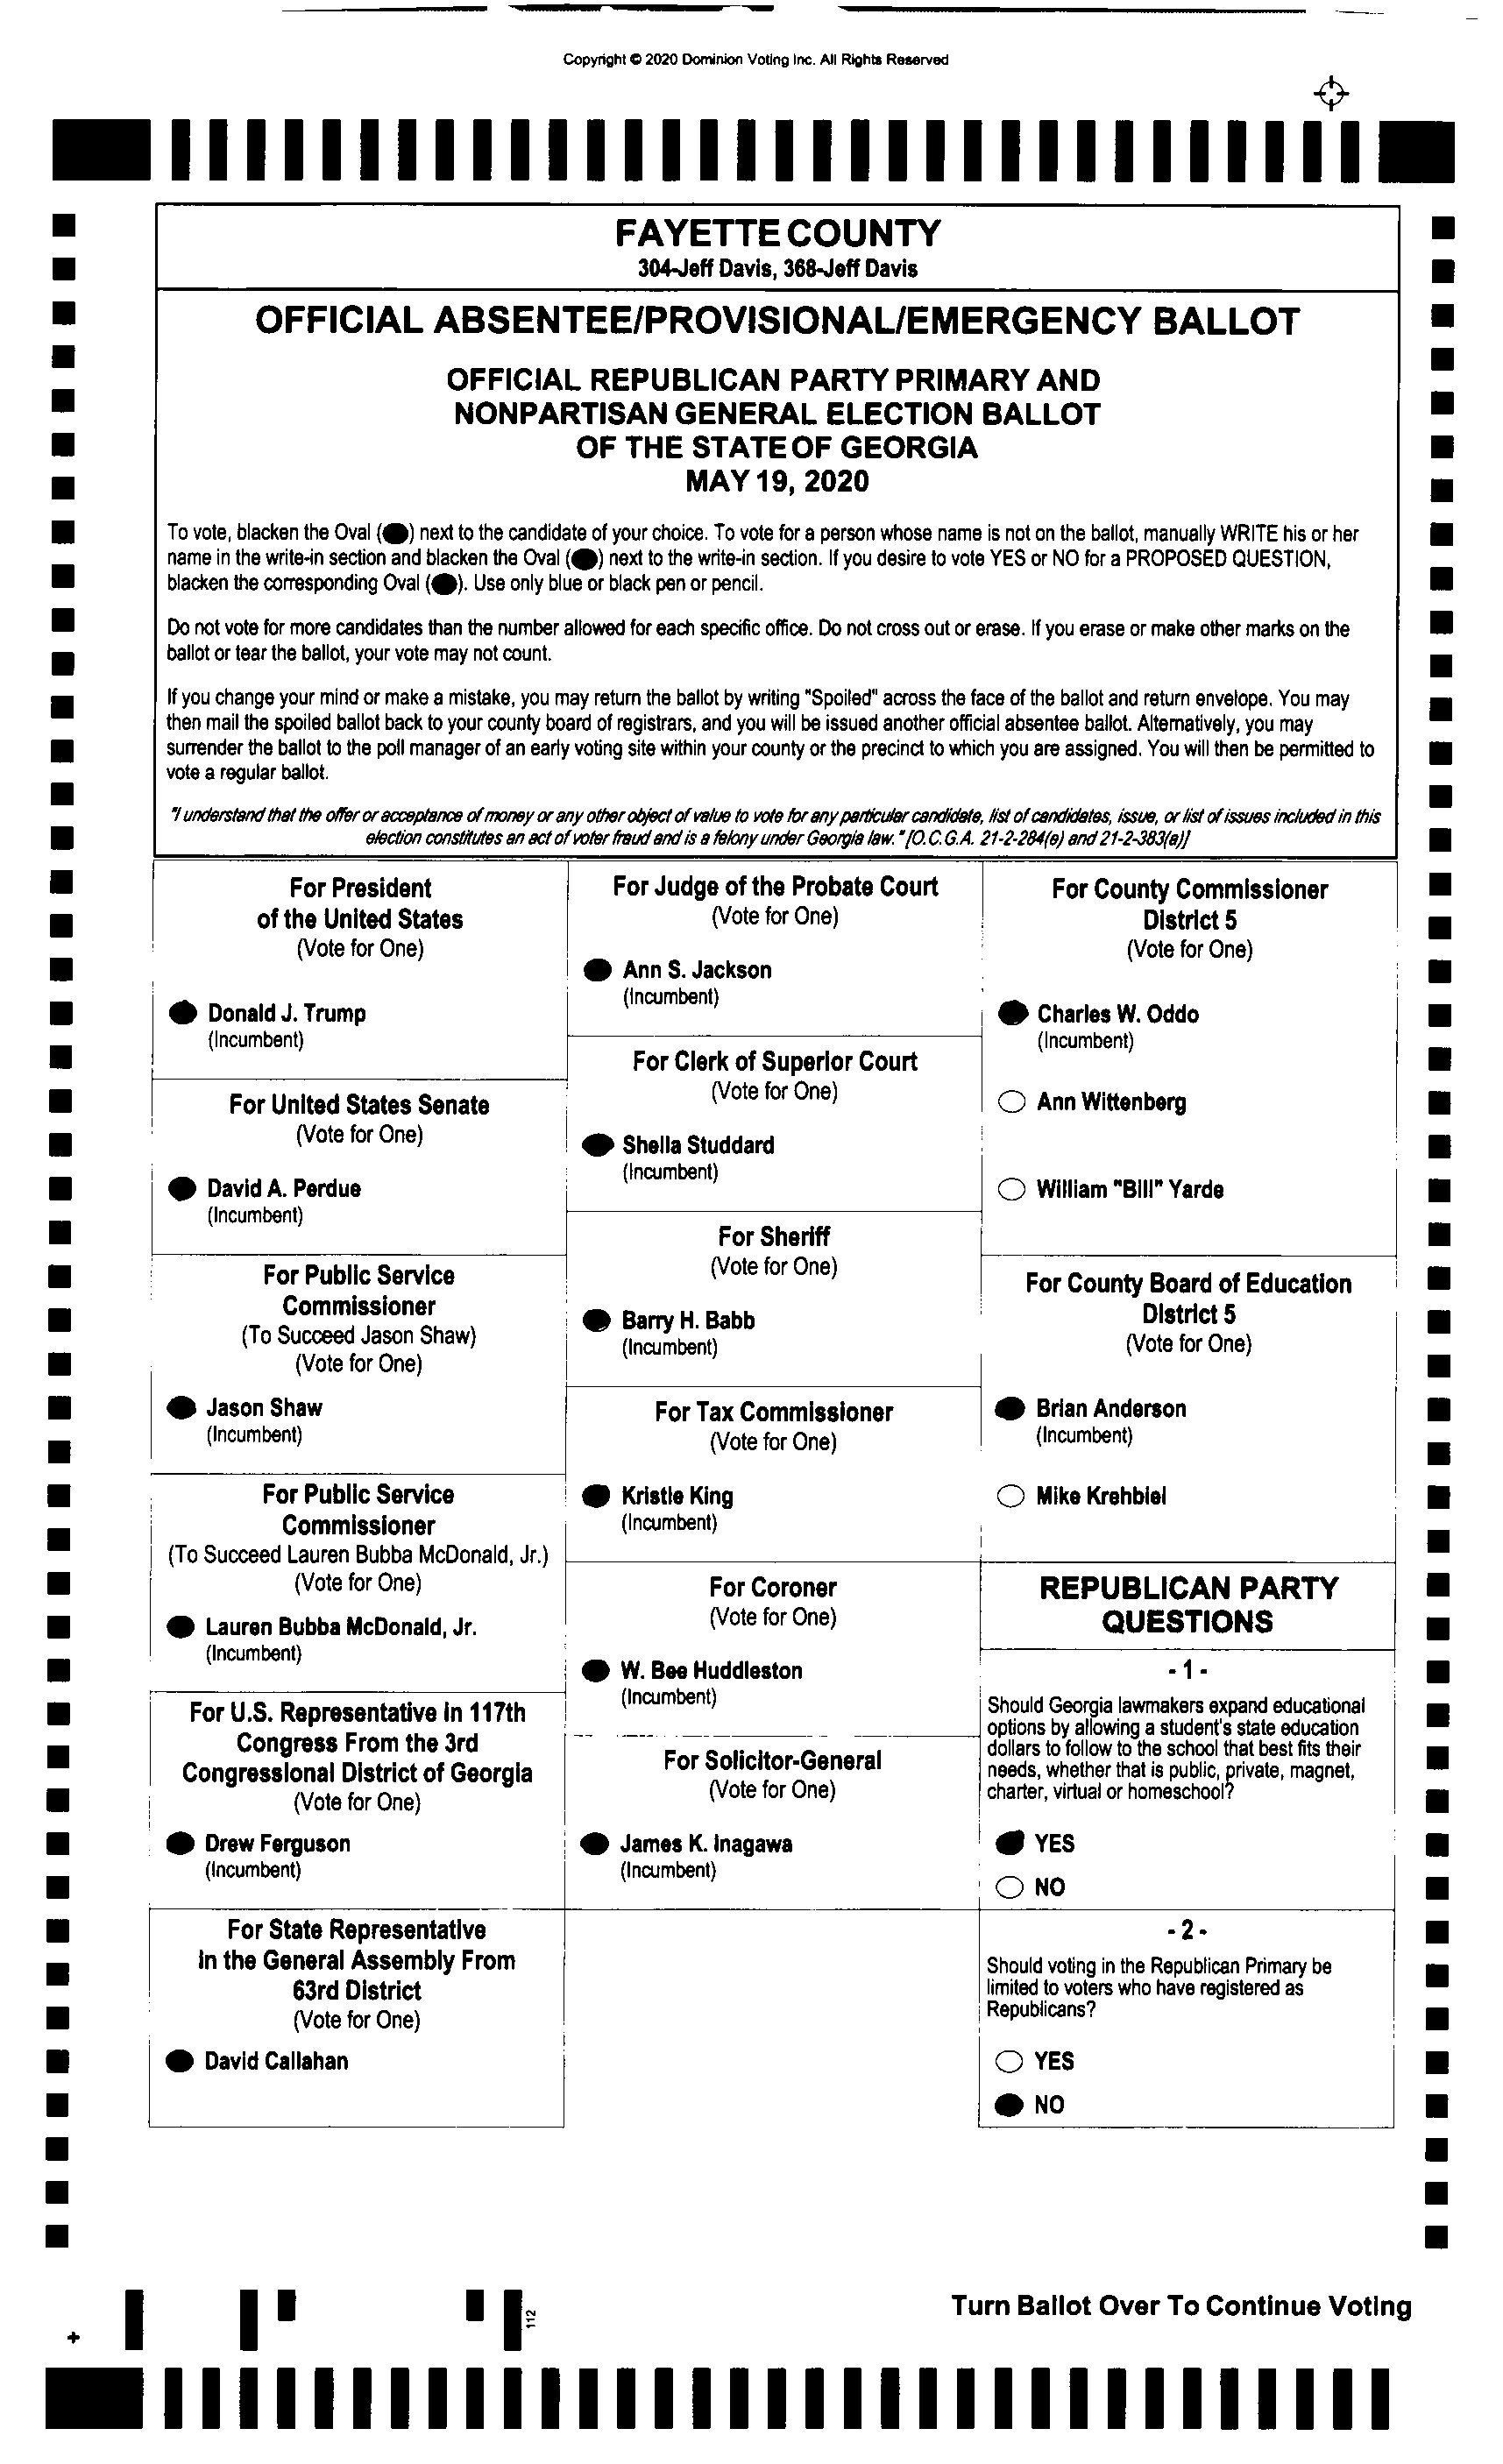 Copyright © 2020 Dominion Voting Inc. All Rights Reserved
FAYETTE COUNTY
304-Jeff Davis, 368-Jeff Davis
OFFICIAL ABSENTEE/PROVISIONAL/EMERGENCY BALLOT
OFFICIAL REPUBLICAN PARTY PRIMARY AND
NONPARTISAN GENERAL ELECTION BALLOT
OF THE STATE OF GEORGIA
MAY 19, 2020
To vote, blacken the Oval ( ) next to the candidate of your choice. To vote for a person whose name is not on the ballot, manually WRITE his or her
name in the write-in section and blacken the Oval ( ) next to the write-in section. If you desire to vote YES or NO for a PROPOSED QUESTION,
blacken the corresponding Oval ( ). Use only blue or black pen or pencil.
Do not vote for more candidates than the number allowed for each specific office. Do not cross out or erase. If you erase or make other marks on the
ballot or tear the ballot, your vote may not count.
If you change your mind or make a mistake, you may return the ballot by writing "Spoiled" across the face of the ballot and return envelope. You may
then mail the spoiled ballot back to your county board of registrars, and you will be issued another official absentee ballot. Alternatively, you may
surrender the ballot to the poll manager of an early voting site within your county or the precinct to which you are assigned. You will then be permitted to
vote a regular ballot.
"I understand that the offer or acceptance of money or any other object of value to vote for any particular candidate, list of candidates, issue, or list of issues included in this
election constitutes an act of voter fraud and is a felony under Georgia law." [O.C.G.A. 21-2-284(e) and 21-2-383(a)]
For President
of the United States
(Vote for One)
Donald J. Trump
(Incumbent)
For United States Senate
(Vote for One)
David A. Perdue
(Incumbent)
For Public Service
Commissioner
(To Succeed Jason Shaw)
(Vote for One)
Jason Shaw
(Incumbent)
For Public Service
Commissioner
(To Succeed Lauren Bubba McDonald, Jr.)
(Vote for One)
Lauren Bubba McDonald, Jr.
(Incumbent)
For U.S. Representative in 117th
Congress From the 3rd
Congressional District of Georgia
(Vote for One)
Drew Ferguson
(Incumbent)
For State Representative
in the General Assembly From
63rd District
(Vote for One)
David Callahan
For Judge of the Probate Court
(Vote for One)
Ann S. Jackson
(Incumbent)
For Clerk of Superior Court
(Vote for One)
Sheila Studdard
(Incumbent)
For Sheriff
(Vote for One)
Barry H. Babb
(Incumbent)
For Tax Commissioner
(Vote for One)
Kristie King
(Incumbent)
For Coroner
(Vote for One)
W. Bee Huddleston
(Incumbent)
For Solicitor-General
(Vote for One)
James K. Inagawa
(Incumbent)
For County Commissioner
District 5
(Vote for One)
Charles W. Oddo
(Incumbent)
Ann Wittenberg
William "Bill" Yarde
For County Board of Education
District 5
(Vote for One)
Brian Anderson
(Incumbent)
Mike Krehbiel
REPUBLICAN PARTY
QUESTIONS
- 1 -
Should Georgia lawmakers expand educational
options by allowing a student's state education
dollars to follow to the school that best fits their
needs, whether that is public, private, magnet,
charter, virtual or homeschool?
YES
NO
- 2 -
Should voting in the Republican Primary be
limited to voters who have registered as
Republicans?
YES
NO
112
Turn Ballot Over To Continue Voting